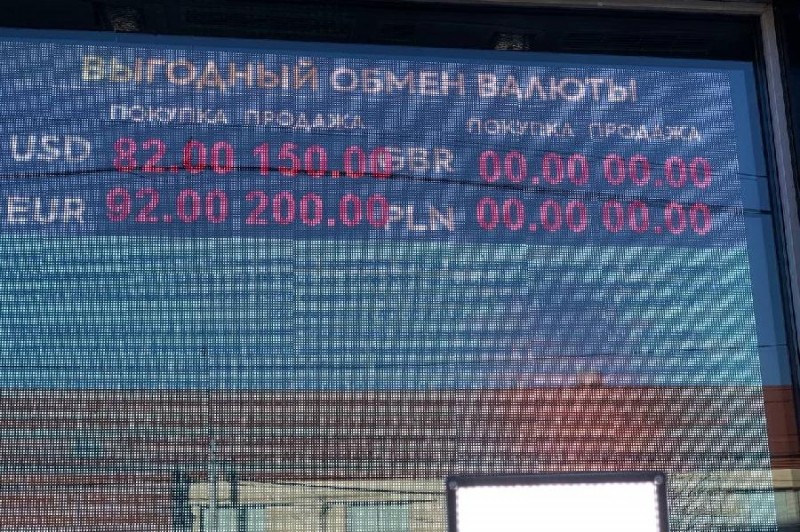 ВЫГОДНЫЙ ОБМЕН ВАЛЮТЫ
ПОКУПКА ПРОДАЖА ПОКУПКА ПРОДАЖА
USD 82.00 150.00 GBR 00.00 00.00
EUR 92.00 200.00 PLN 00.00 00.00